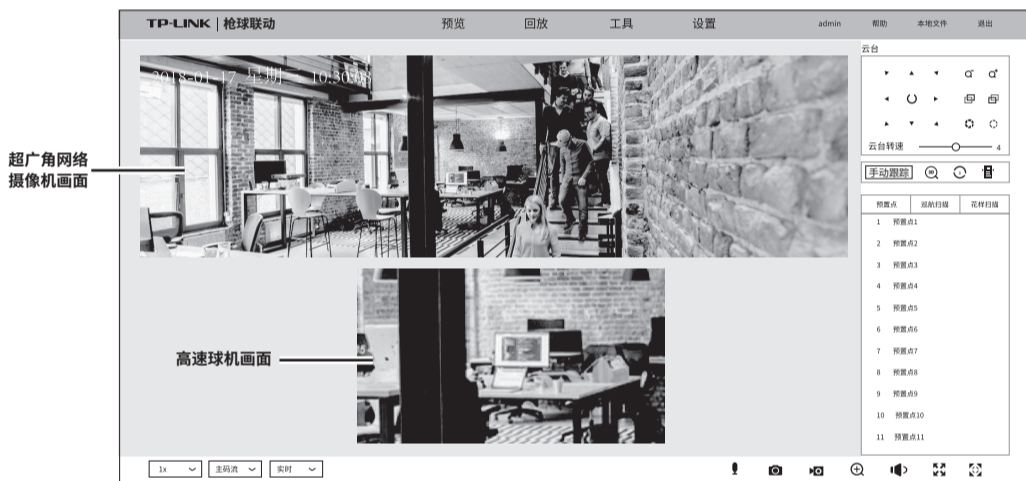 TP-LINK | 枪球联动 预览 回放 工具 设置 admin 帮助 本地文件 退出
云台
2018-01-17 星期二 10:30:08
云台转速 4
超广角网络
摄像机画面
手动跟踪
预置点 巡航扫描 花样扫描
1 预置点1
2 预置点2
3 预置点3
4 预置点4
5 预置点5
6 预置点6
7 预置点7
8 预置点8
9 预置点9
10 预置点10
11 预置点11
高速球机画面
1x 主码流 实时